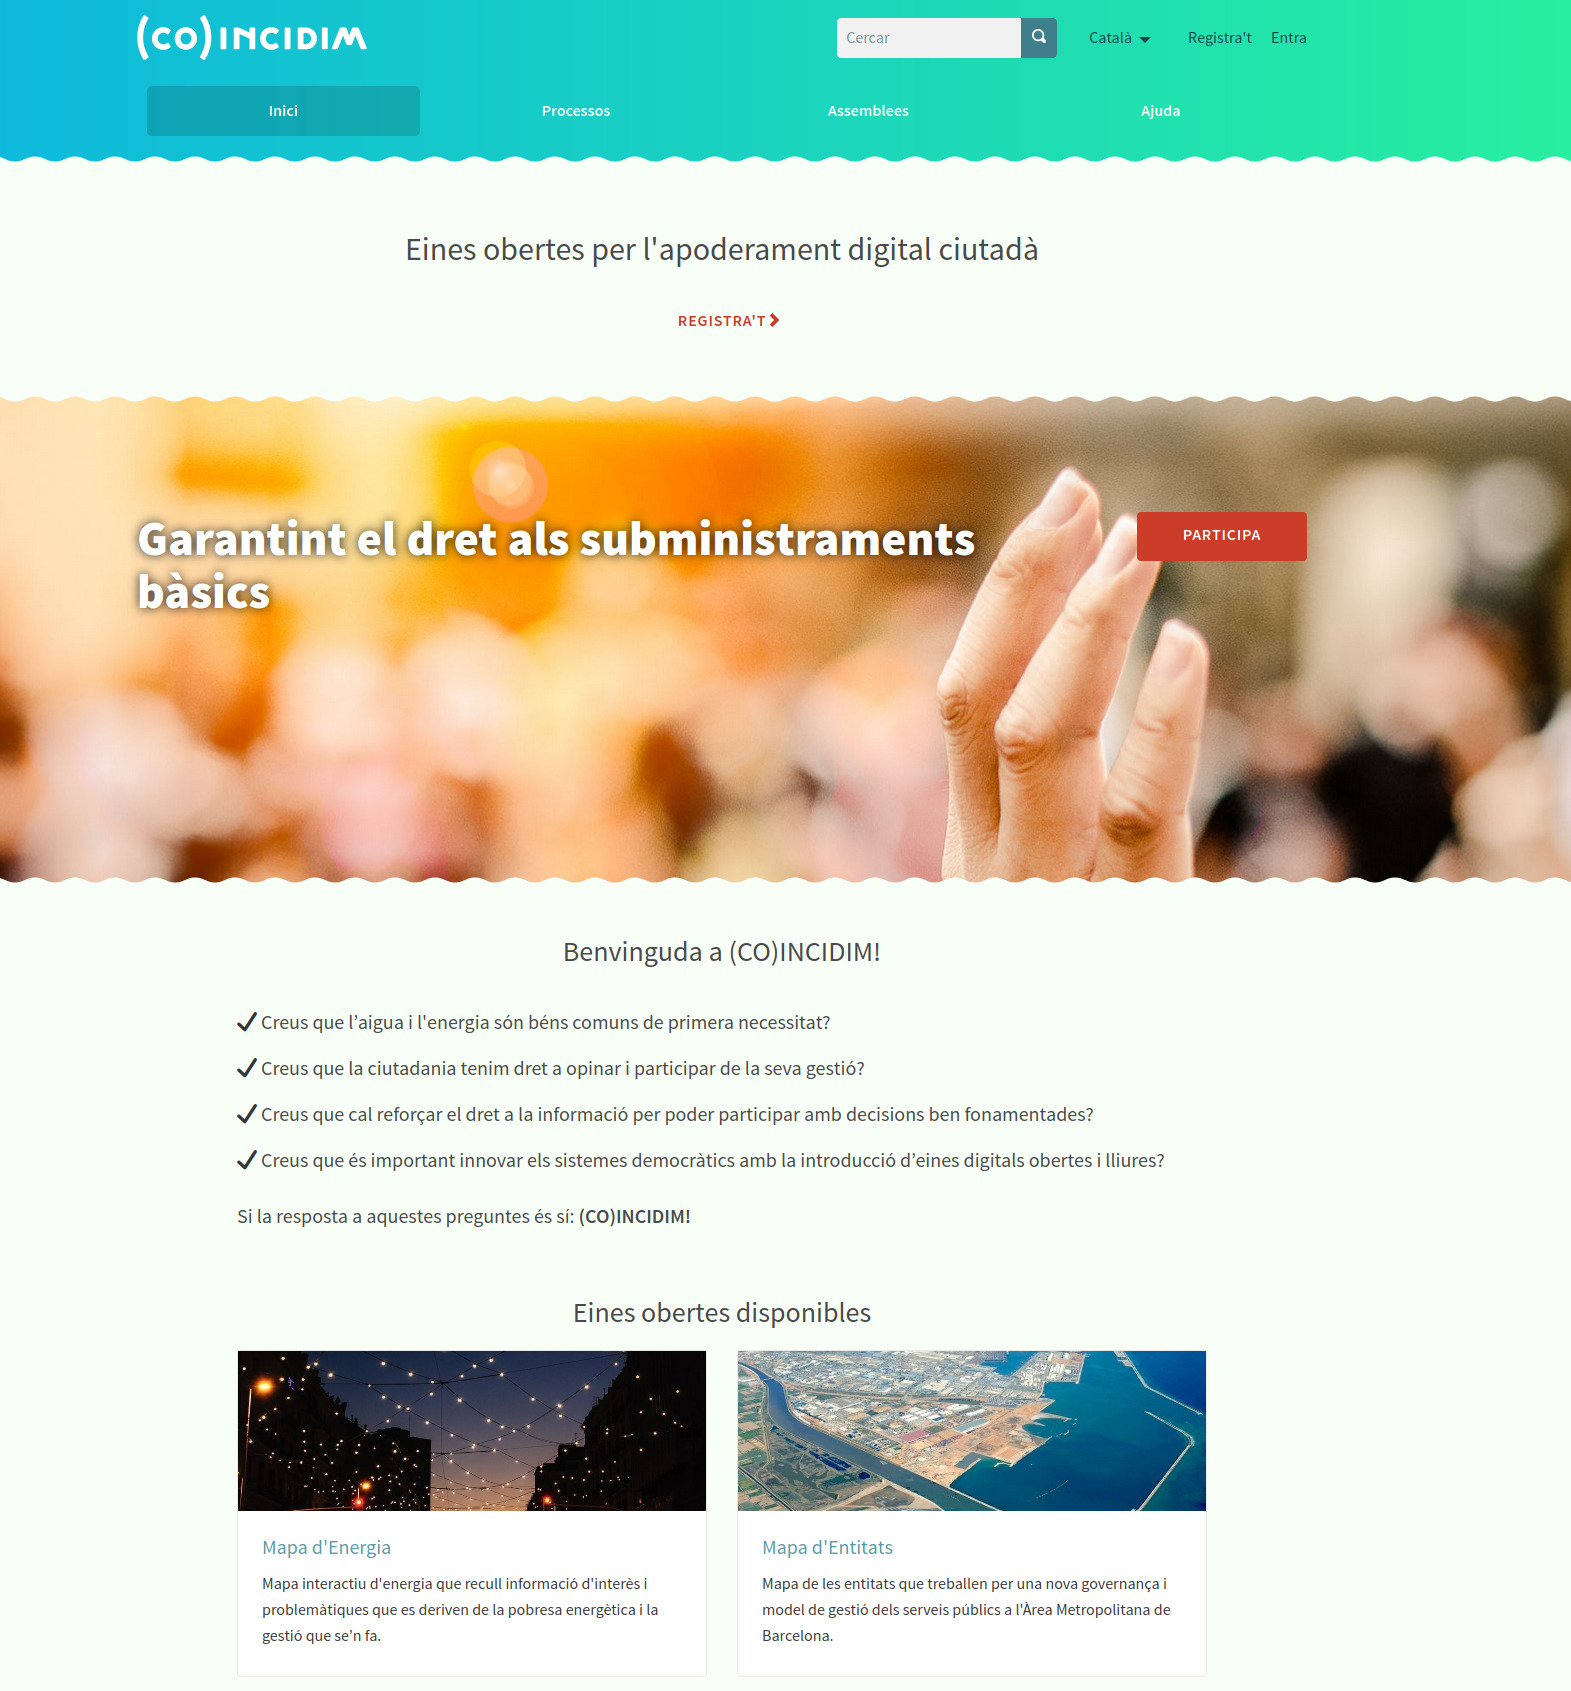 (CO)INCIDIM
Cercar
Català
Registra't
Entra
Inici
Processos
Assemblees
Ajuda
Eines obertes per l'apoderament digital ciutadà
REGISTRA'T
Garantint el dret als subministraments
bàsics
PARTICIPA
Benvinguda a (CO)INCIDIM!
Creus que l’aigua i l'energia són béns comuns de primera necessitat?
Creus que la ciutadania tenim dret a opinar i participar de la seva gestió?
Creus que cal reforçar el dret a la informació per poder participar amb decisions ben fonamentades?
Creus que és important innovar els sistemes democràtics amb la introducció d’eines digitals obertes i lliures?
Si la resposta a aquestes preguntes és sí: (CO)INCIDIM!
Eines obertes disponibles
Mapa d'Energia
Mapa interactiu d'energia que recull informació d'interès i
problemàtiques que es deriven de la pobresa energètica i la
gestió que se’n fa.
Mapa d'Entitats
Mapa de les entitats que treballen per una nova governança i
model de gestió dels serveis públics a l'Àrea Metropolitana de
Barcelona.